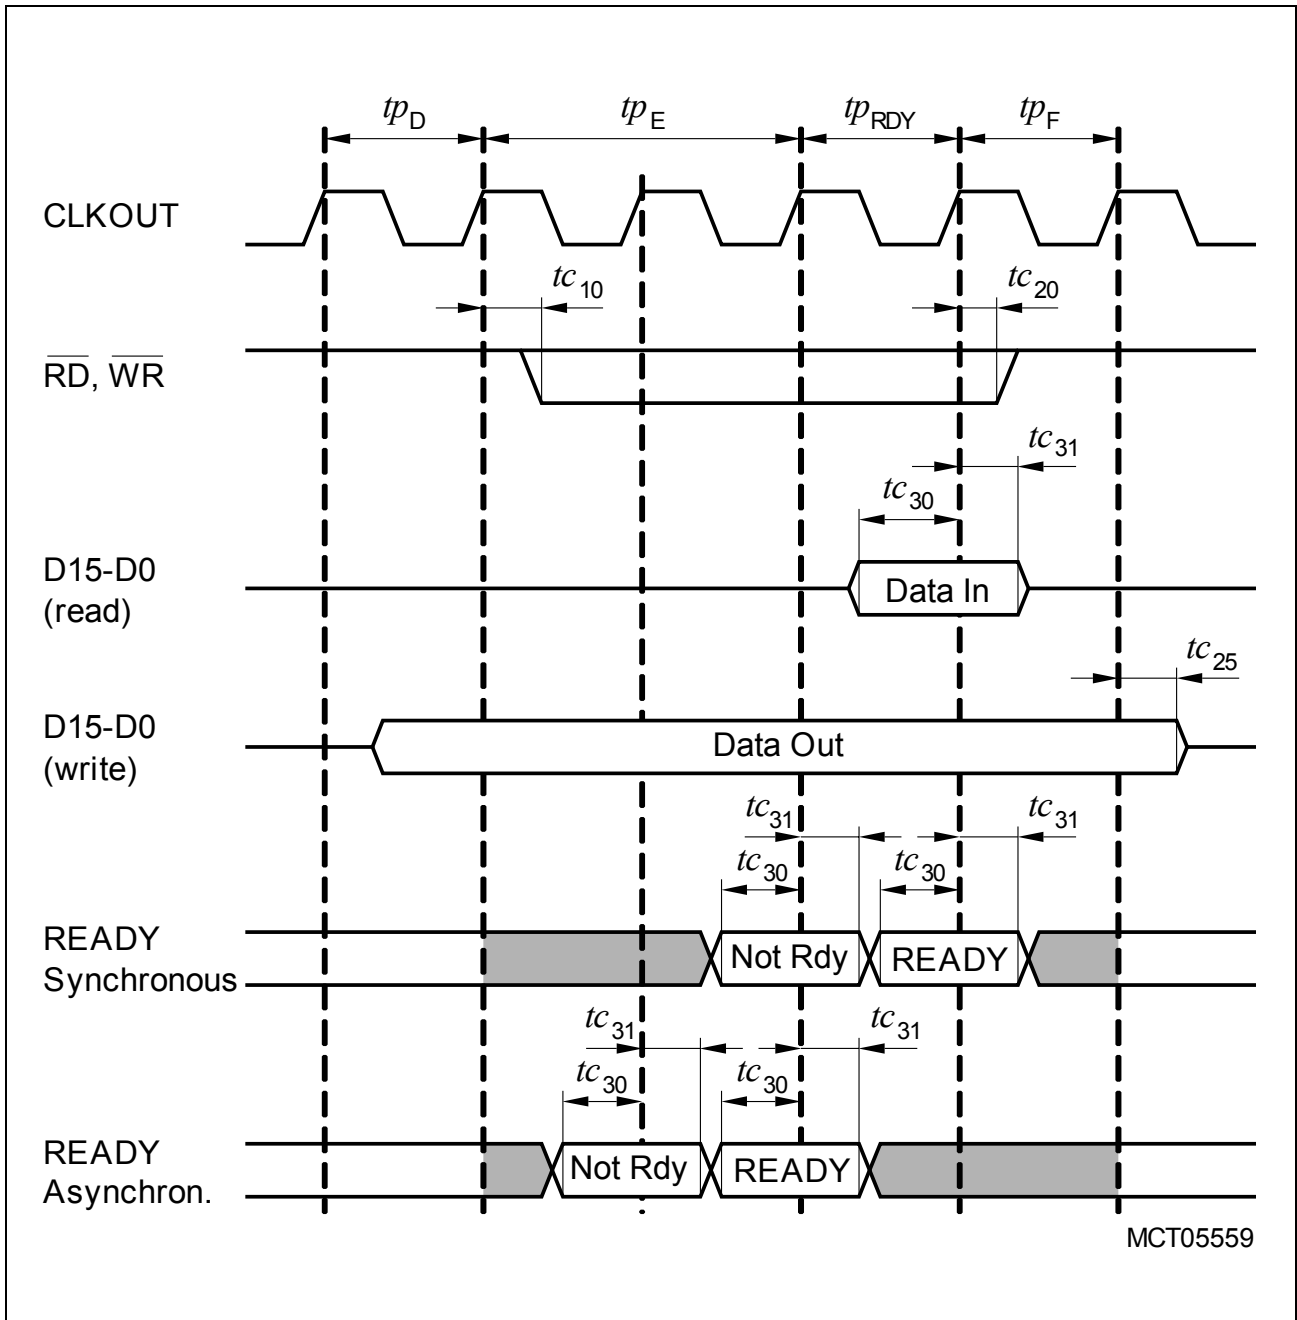 tpD tpE tpRDY tpF
CLKOUT
tc10 tc20
RD, WR
tc31
tc30
D15-D0
(read)
Data In
tc25
D15-D0
(write)
Data Out
tc31 tc31
tc30 tc30
READY
Synchronous
Not Rdy READY
tc31 tc31
tc30 tc30
READY
Asynchron.
Not Rdy READY
MCT05559